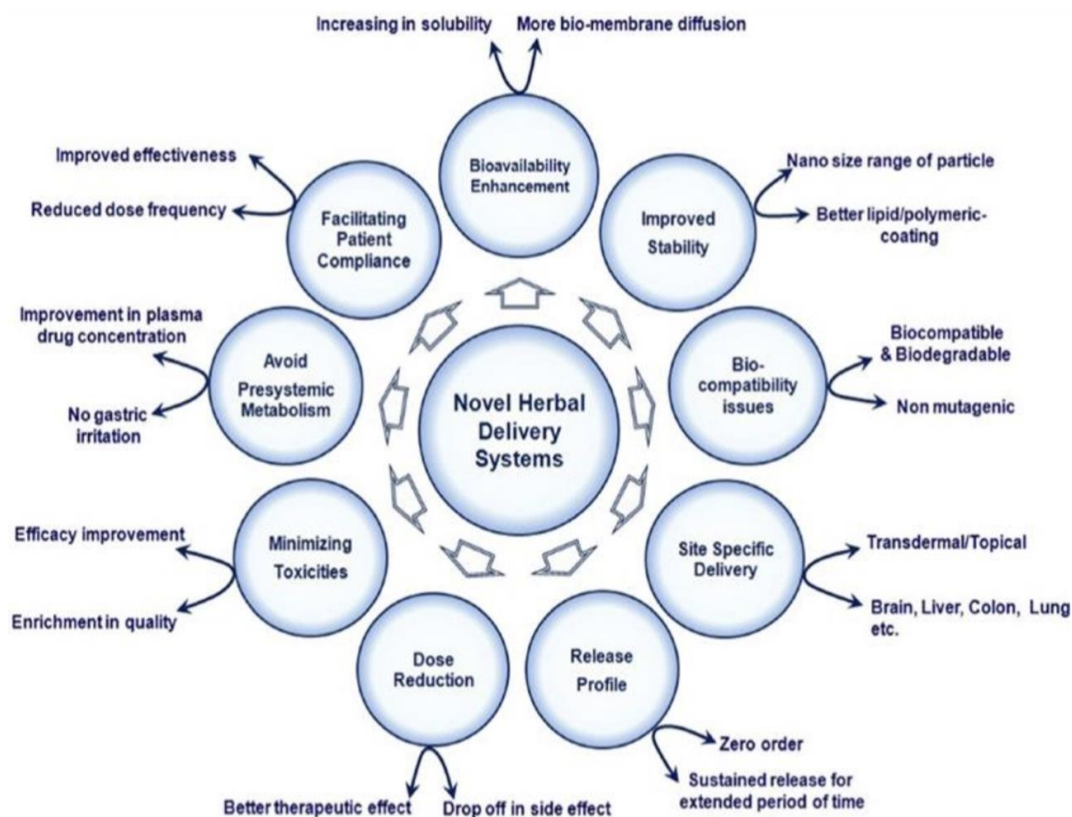 Increasing in solubility
More bio-membrane diffusion
Bioavailability
Enhancement
Improved effectiveness
Reduced dose frequency
Facilitating
Patient
Compliance
Improved
Stability
Nano size range of particle
Better lipid/polymeric-
coating
Improvement in plasma
drug concentration
No gastric
irritation
Avoid
Presystemic
Metabolism
Novel Herbal
Delivery
Systems
Bio-
compatibility
issues
Biocompatible
& Biodegradable
Non mutagenic
Efficacy improvement
Enrichment in quality
Minimizing
Toxicities
Site Specific
Delivery
Transdermal/Topical
Brain, Liver, Colon, Lung
etc.
Dose
Reduction
Release
Profile
Better therapeutic effect
Drop off in side effect
Zero order
Sustained release for
extended period of time